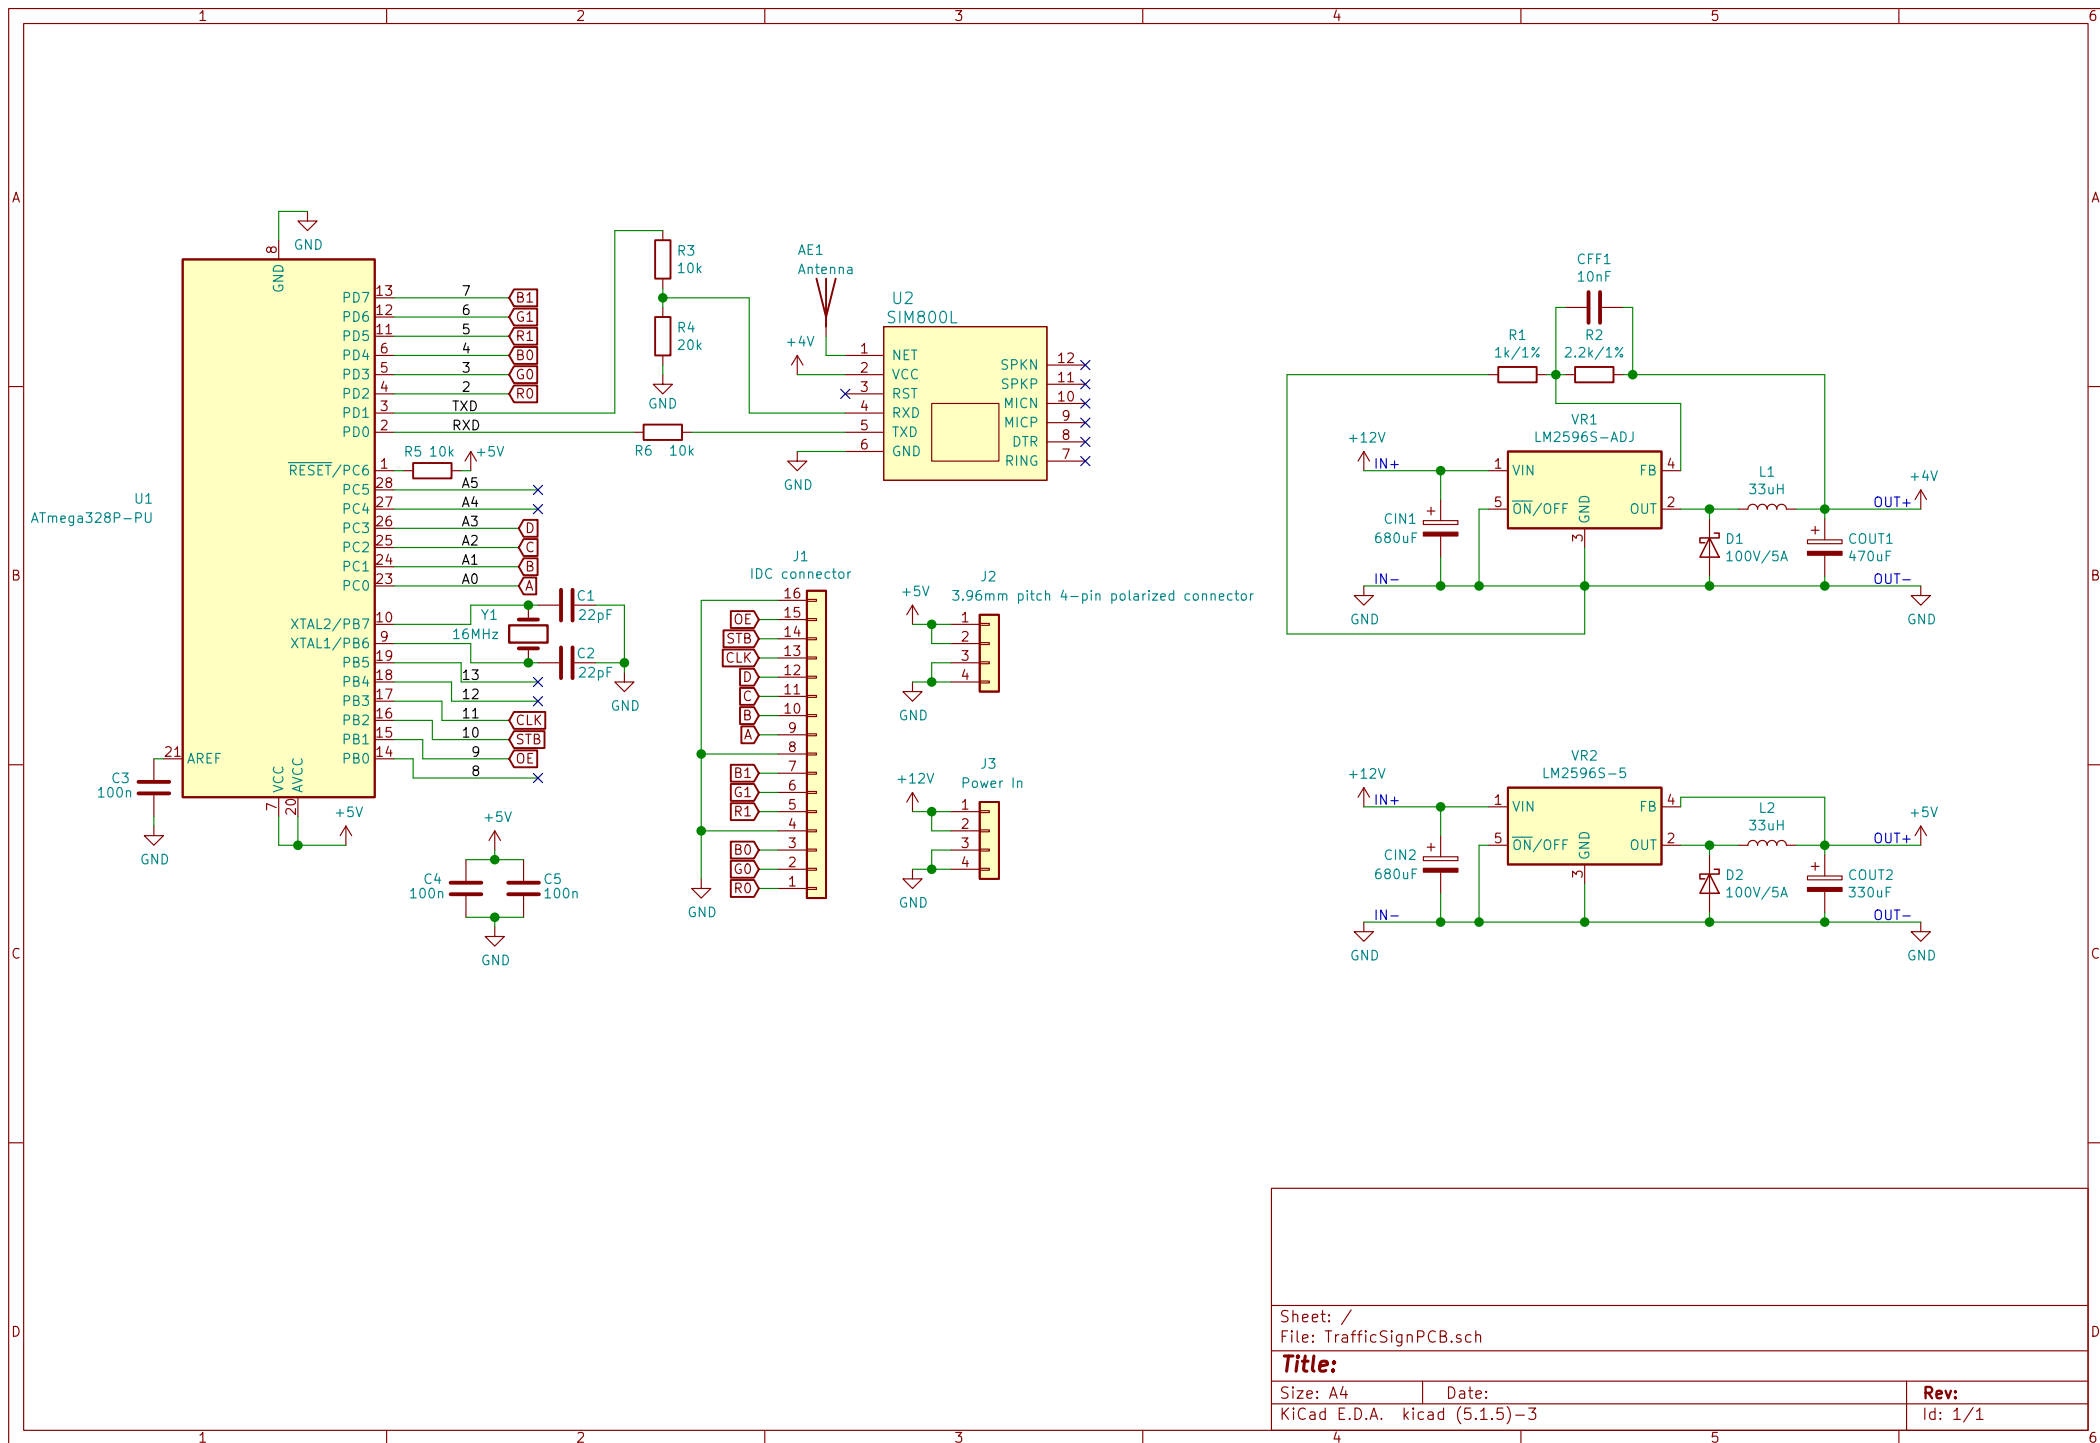 1 2 3 4 5 6
A
B
C
D
A
B
C
D
1 2 3 4 5 6
U1
ATmega328P-PU
8
GND
GND
PD7 13 7 B1
PD6 12 6 G1
PD5 11 5 R1
PD4 6 4 B0
PD3 5 3 G0
PD2 4 2 R0
PD1 3 TXD
PD0 2 RXD
RESET/PC6 1
R5 10k
+5V
PC5 28 A5
PC4 27 A4
PC3 26 A3 D
PC2 25 A2 C
PC1 24 A1 B
PC0 23 A0 A
XTAL2/PB7 10
XTAL1/PB6 9
PB5 19
PB4 18 13
PB3 17 12
PB2 16 11 CLK
PB1 15 10 STB
PB0 14 9 OE
8
Y1
16MHz
C1
22pF
C2
22pF
GND
21 AREF
C3
100n
GND
VCC
AVCC
7
20
+5V
+5V
C4
100n
C5
100n
GND
R3
10k
R4
20k
GND
R6 10k
AE1
Antenna
+4V
GND
U2
SIM800L
1 NET
2 VCC
3 RST
4 RXD
5 TXD
6 GND
SPKN 12
SPKP 11
MICN 10
MICP 9
DTR 8
RING 7
J1
IDC connector
16
OE 15
STB 14
CLK 13
D 12
C 11
B 10
A 9
8
B1 7
G1 6
R1 5
4
B0 3
G0 2
R0 1
GND
J2
3.96mm pitch 4-pin polarized connector
+5V
1
2
3
4
GND
J3
Power In
+12V
1
2
3
4
GND
CFF1
10nF
R1
1k/1%
R2
2.2k/1%
VR1
LM2596S-ADJ
+12V
IN+
1 VIN
FB 4
5 ON/OFF
GND
OUT 2
3
CIN1
680uF
L1
33uH
+4V
OUT+
D1
100V/5A
COUT1
470uF
IN-
OUT-
GND
GND
VR2
LM2596S-5
+12V
IN+
1 VIN
FB 4
5 ON/OFF
GND
OUT 2
3
CIN2
680uF
L2
33uH
+5V
OUT+
D2
100V/5A
COUT2
330uF
IN-
OUT-
GND
GND
Sheet: /
File: TrafficSignPCB.sch
Title:
Size: A4 Date: Rev:
KiCad E.D.A. kicad (5.1.5)-3 Id: 1/1